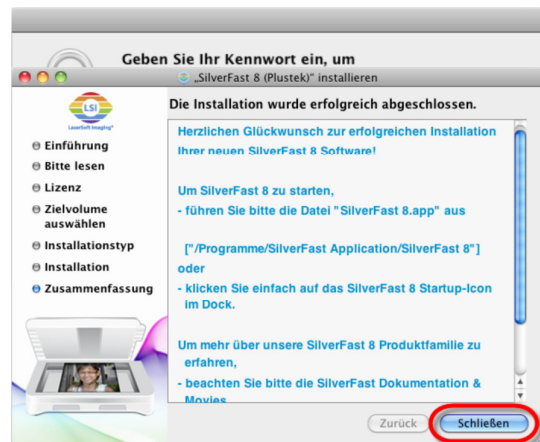 Geben Sie Ihr Kennwort ein, um
„SilverFast 8 (Plustek)“ installieren
LSI
LaserSoft Imaging
Einführung
Bitte lesen
Lizenz
Zielvolume
auswählen
Installationstyp
Installation
Zusammenfassung
Die Installation wurde erfolgreich abgeschlossen.
Herzlichen Glückwunsch zur erfolgreichen Installation
Ihrer neuen SilverFast 8 Software!
Um SilverFast 8 zu starten,
- führen Sie bitte die Datei "SilverFast 8.app" aus
["/Programme/SilverFast Application/SilverFast 8"]
oder
- klicken Sie einfach auf das SilverFast 8 Startup-Icon
im Dock.
Um mehr über unsere SilverFast 8 Produktfamilie zu
erfahren,
- beachten Sie bitte die SilverFast Dokumentation &
Movies
Zurück
Schließen